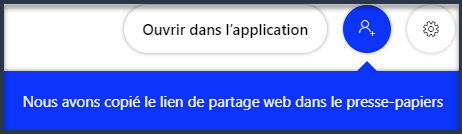 Ouvrir dans l'application
Nous avons copié le lien de partage web dans le presse-papiers